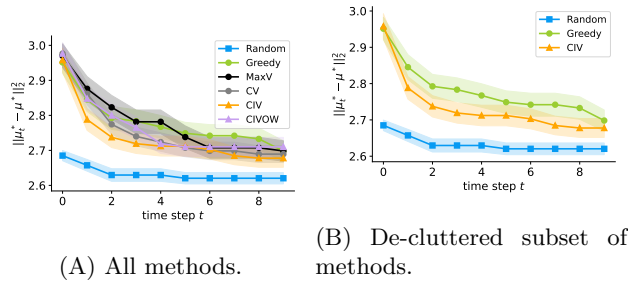 3.0
2.9
2.8
2.7
2.6
0 2 4 6 8
time step t
||μ*ₜ − μ*||²₂
Random
Greedy
MaxV
CV
CIV
CIVOW
(A) All methods.
3.0
2.9
2.8
2.7
2.6
0 2 4 6 8
time step t
||μ*ₜ − μ*||²₂
Random
Greedy
CIV
(B) De-cluttered subset of
methods.